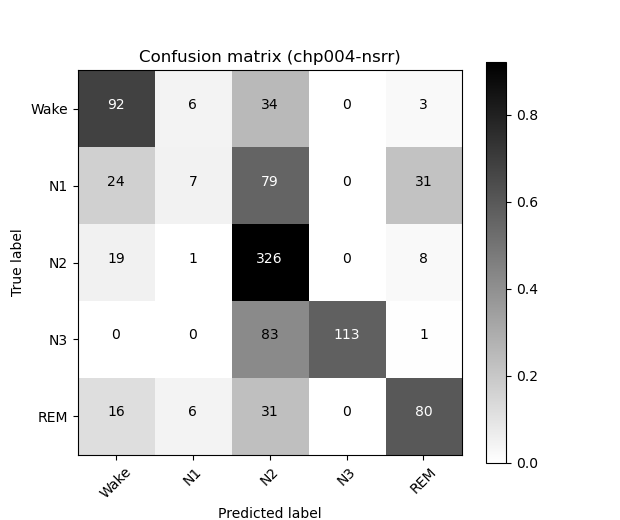 Confusion matrix (chp004-nsrr)
True label
Wake 92 6 34 0 3
N1 24 7 79 0 31
N2 19 1 326 0 8
N3 0 0 83 113 1
REM 16 6 31 0 80
Wake N1 N2 N3 REM
Predicted label
0.8
0.6
0.4
0.2
0.0